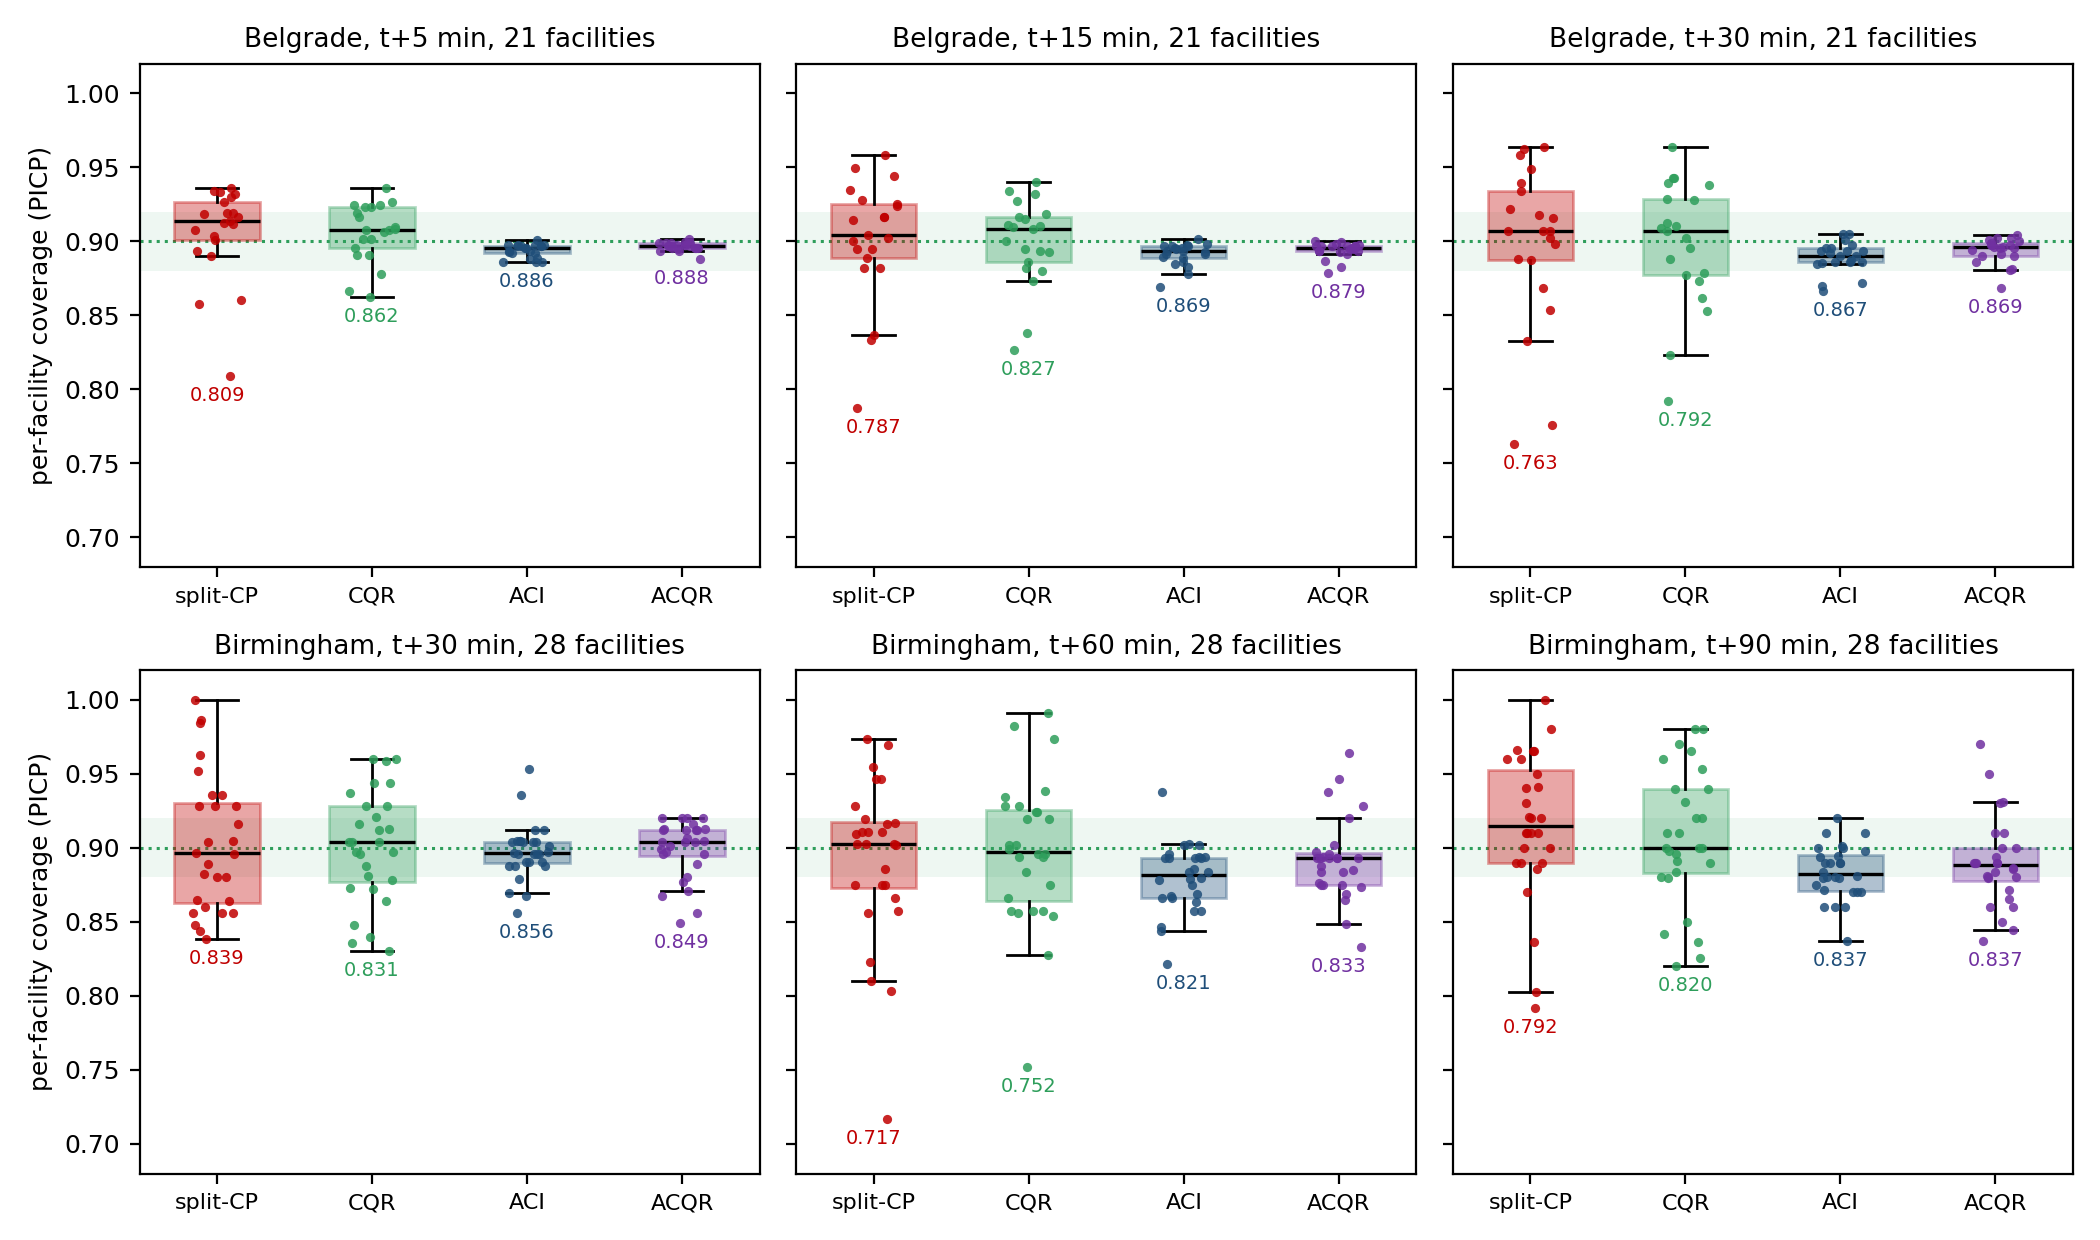 Belgrade, t+5 min, 21 facilities
per-facility coverage (PICP)
1.00
0.95
0.90
0.85
0.80
0.75
0.70
0.809
0.862
0.886
0.888
split-CP CQR ACI ACQR
Belgrade, t+15 min, 21 facilities
0.787
0.827
0.869
0.879
split-CP CQR ACI ACQR
Belgrade, t+30 min, 21 facilities
0.763
0.792
0.867
0.869
split-CP CQR ACI ACQR
Birmingham, t+30 min, 28 facilities
per-facility coverage (PICP)
1.00
0.95
0.90
0.85
0.80
0.75
0.70
0.839
0.831
0.856
0.849
split-CP CQR ACI ACQR
Birmingham, t+60 min, 28 facilities
0.717
0.752
0.821
0.833
split-CP CQR ACI ACQR
Birmingham, t+90 min, 28 facilities
0.792
0.820
0.837
0.837
split-CP CQR ACI ACQR